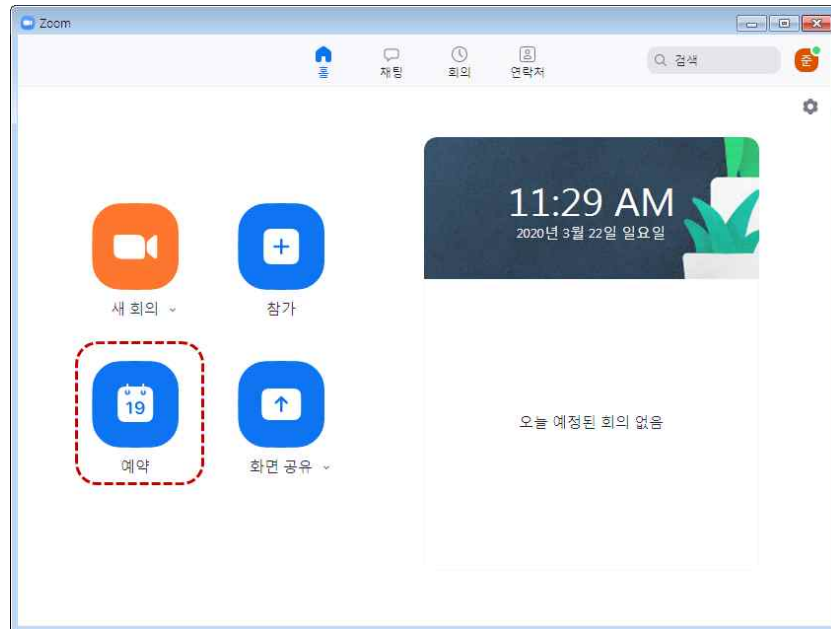 Zoom
홈
채팅
회의
연락처
검색
준
11:29 AM
2020년 3월 22일 일요일
새 회의
참가
19
예약
화면 공유
오늘 예정된 회의 없음